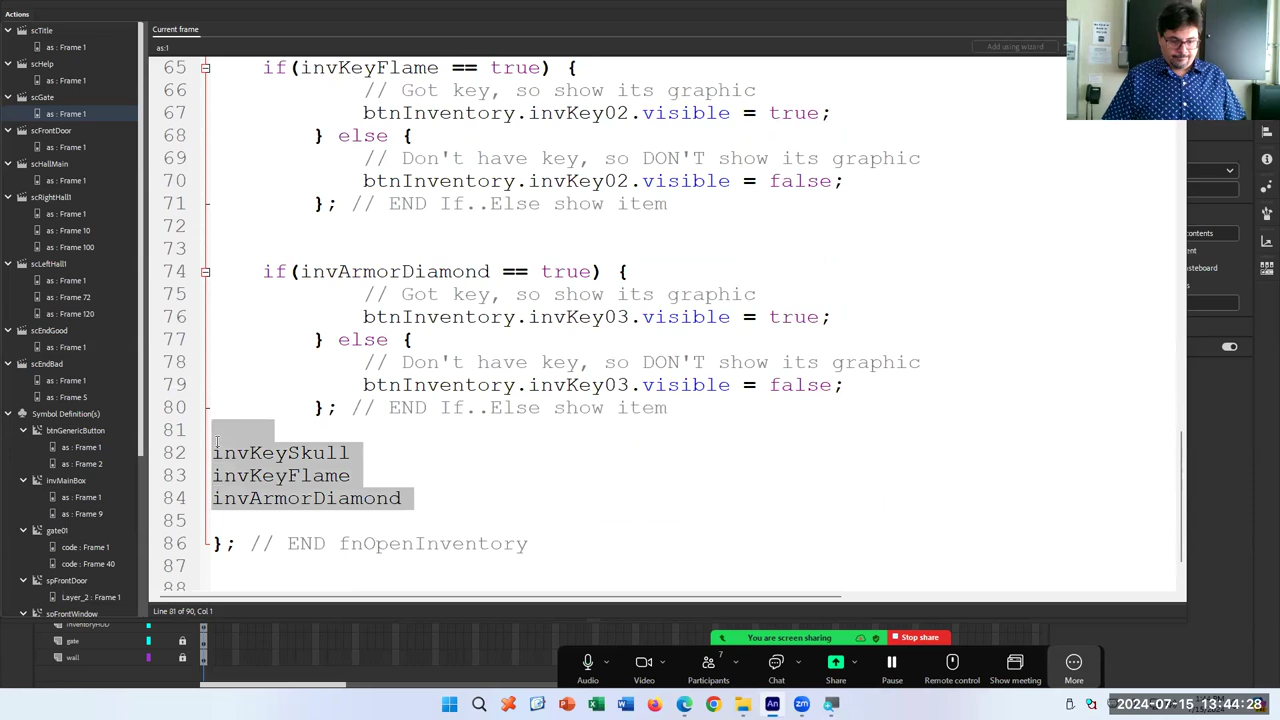 Actions
scTitle
as : Frame 1
scHelp
as : Frame 1
scGate
as : Frame 1
scFrontDoor
as : Frame 1
scHallMain
as : Frame 1
scRightHall1
as : Frame 1
as : Frame 10
as : Frame 100
scLeftHall1
as : Frame 1
as : Frame 72
as : Frame 120
scEndGood
as : Frame 1
scEndBad
as : Frame 1
as : Frame 5
Symbol Definition(s)
btnGenericButton
as : Frame 1
as : Frame 2
invMainBox
as : Frame 1
as : Frame 9
gate01
code : Frame 1
code : Frame 40
spFrontDoor
Layer_2 : Frame 1
spFrontWindow
Current frame
as:1
Add using wizard
65 if(invKeyFlame == true) {
66 // Got key, so show its graphic
67 btnInventory.invKey02.visible = true;
68 } else {
69 // Don't have key, so DON'T show its graphic
70 btnInventory.invKey02.visible = false;
71 }; // END If..Else show item
72
73
74 if(invArmorDiamond == true) {
75 // Got key, so show its graphic
76 btnInventory.invKey03.visible = true;
77 } else {
78 // Don't have key, so DON'T show its graphic
79 btnInventory.invKey03.visible = false;
80 }; // END If..Else show item
81
82 invKeySkull
83 invKeyFlame
84 invArmorDiamond
85
86 }; // END fnOpenInventory
87
88
Line 81 of 90, Col 1
inventoryHUD
gate
wall
You are screen sharing
Stop share
Audio
Video
7
Participants
Chat
Share
Pause
Remote control
Show meeting
More
2024-07-15, 13:44:28